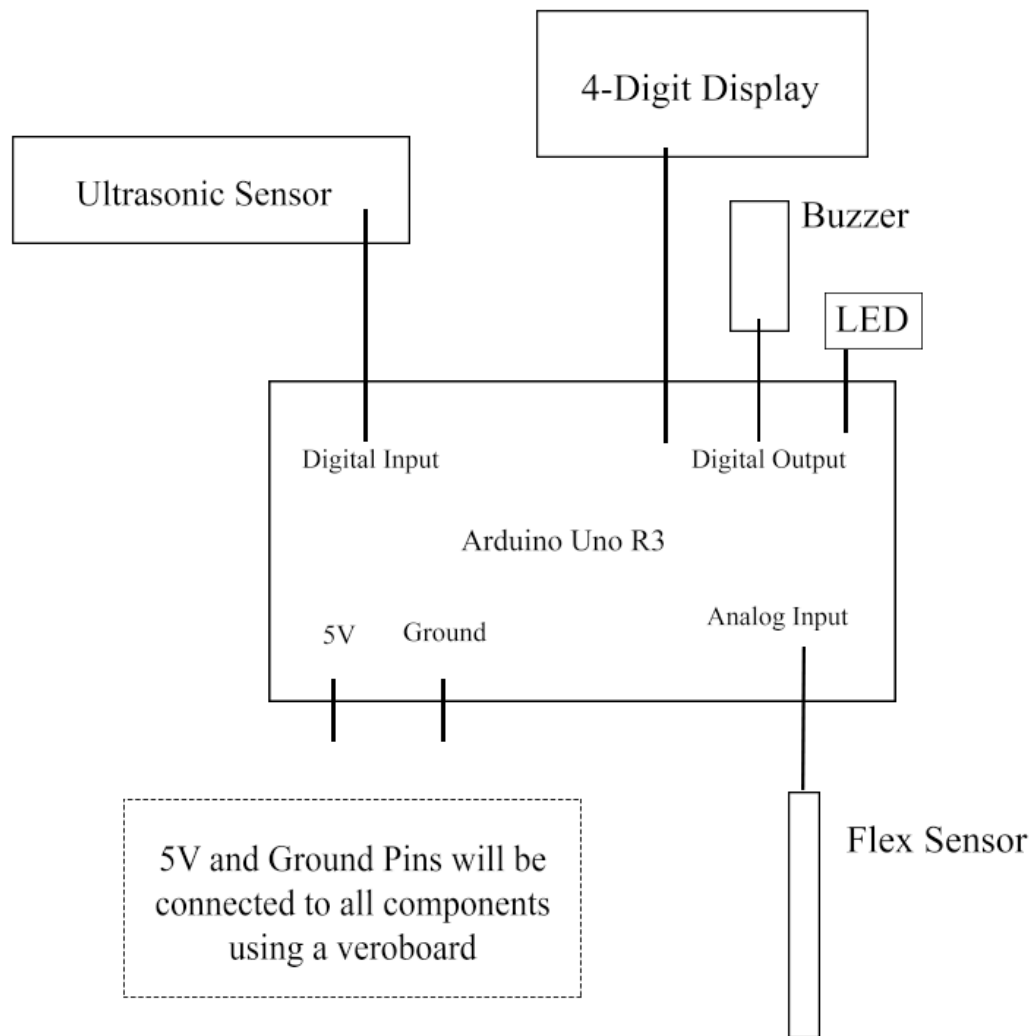 4-Digit Display
Ultrasonic Sensor
Buzzer
LED
Digital Input
Digital Output
Arduino Uno R3
Analog Input
5V
Ground
Flex Sensor
5V and Ground Pins will be
connected to all components
using a veroboard